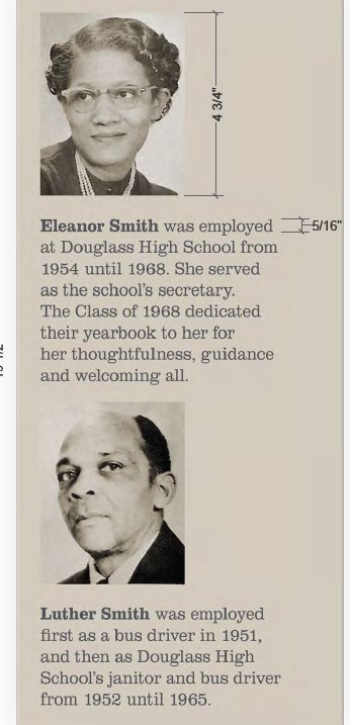 4 3/4"
Eleanor Smith was employed
5/16"
at Douglass High School from
1954 until 1968. She served
as the school's secretary.
The Class of 1968 dedicated
their yearbook to her for
her thoughtfulness, guidance
and welcoming all.
Luther Smith was employed
first as a bus driver in 1951,
and then as Douglass High
School's janitor and bus driver
from 1952 until 1965.